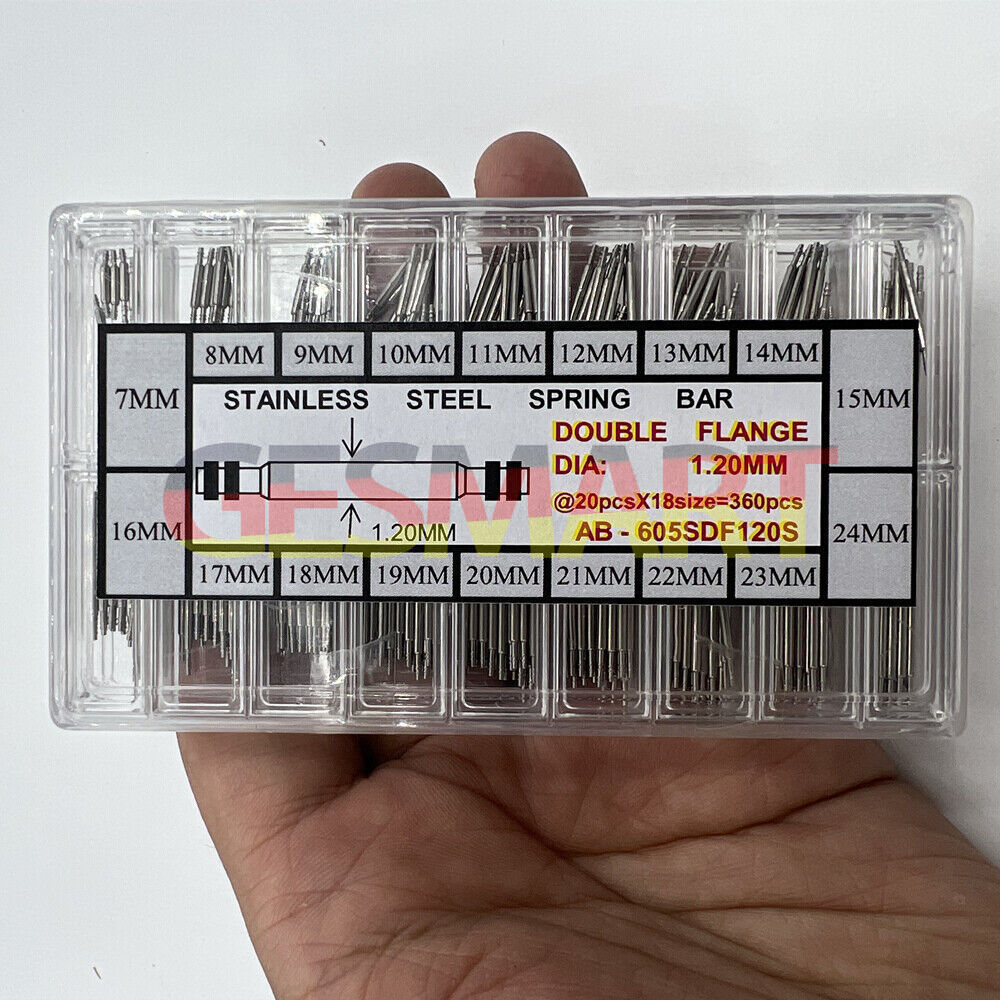 8MM 9MM 10MM 11MM 12MM 13MM 14MM
7MM 15MM
STAINLESS STEEL SPRING BAR
DOUBLE FLANGE
DIA: 1.20MM
@20pcsX18size=360pcs
AB - 605SDF120S
1.20MM
GFSMART
16MM 24MM
17MM 18MM 19MM 20MM 21MM 22MM 23MM